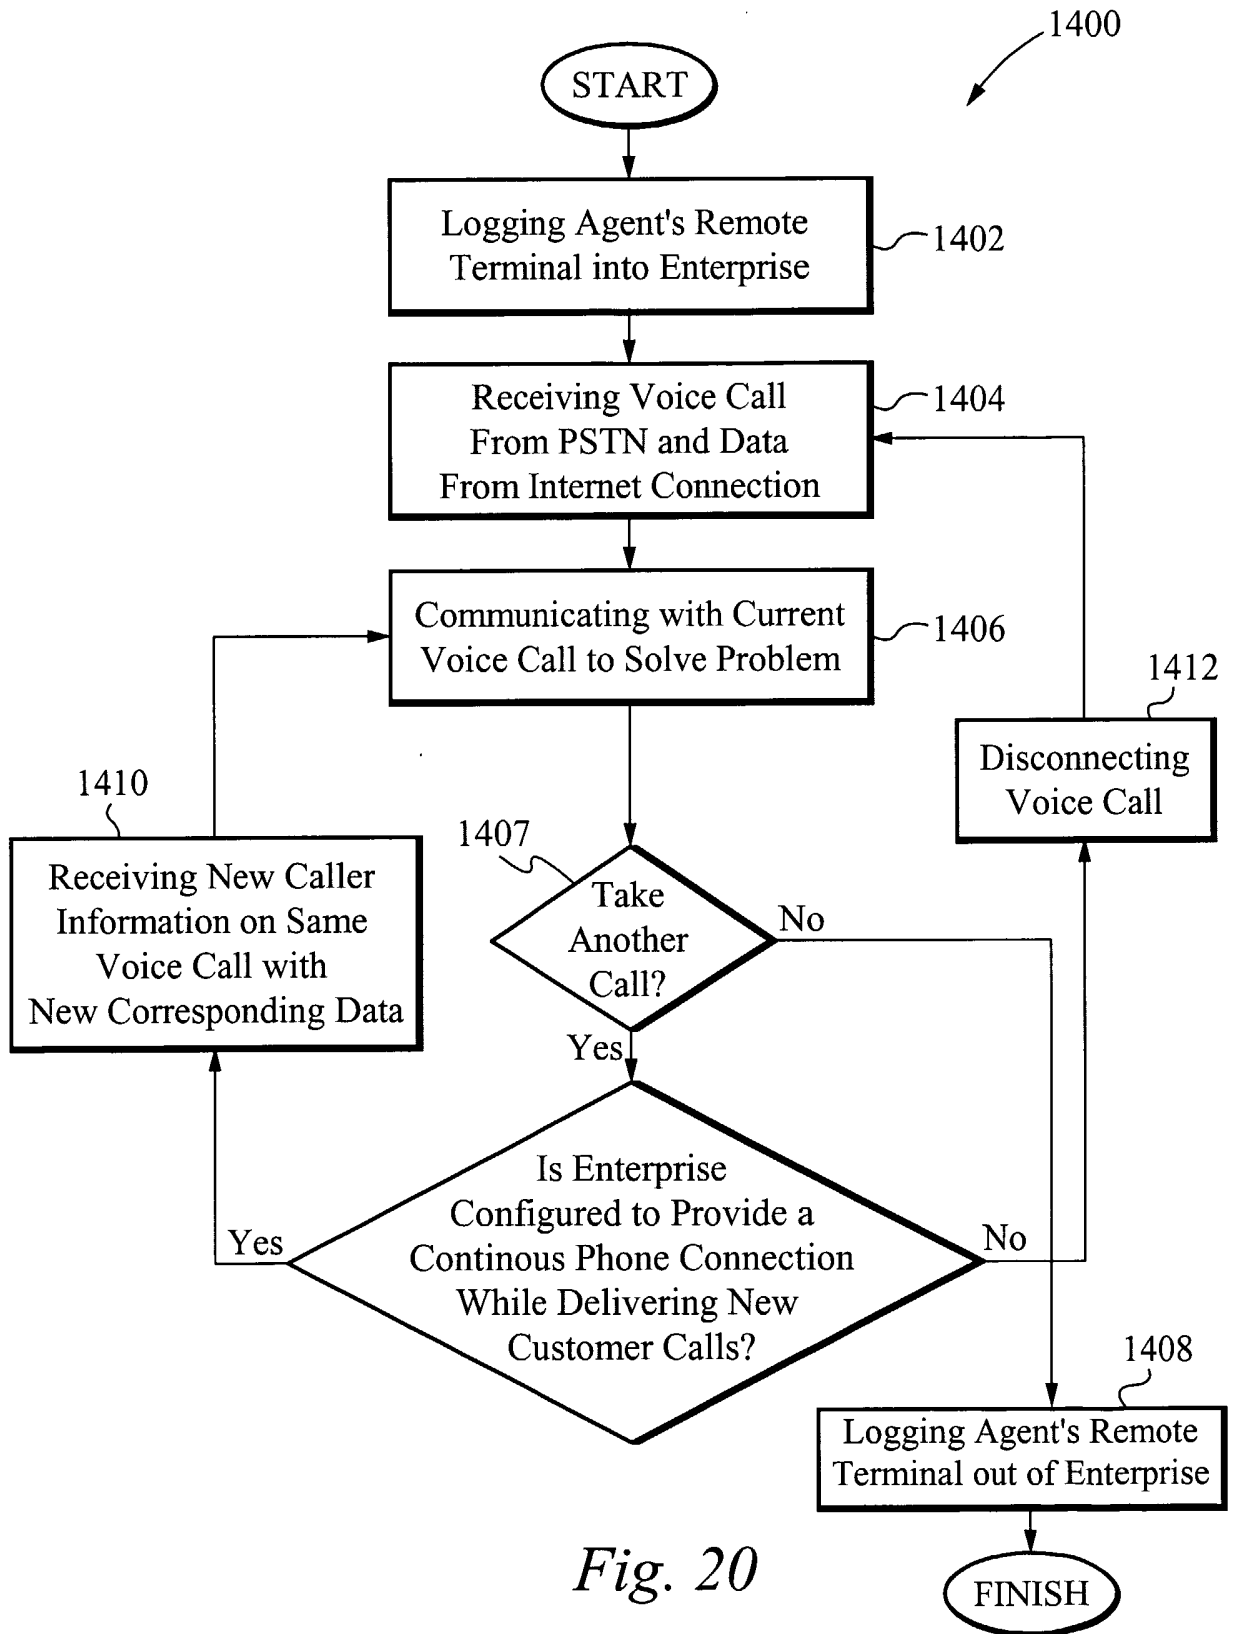 1400
START
Logging Agent's Remote
Terminal into Enterprise
1402
Receiving Voice Call
From PSTN and Data
From Internet Connection
1404
Communicating with Current
Voice Call to Solve Problem
1406
1412
Disconnecting
Voice Call
1410
Receiving New Caller
Information on Same
Voice Call with
New Corresponding Data
1407
Take
Another
Call?
No
Yes
Is Enterprise
Configured to Provide a
Continous Phone Connection
While Delivering New
Customer Calls?
Yes
No
1408
Logging Agent's Remote
Terminal out of Enterprise
FINISH
Fig. 20